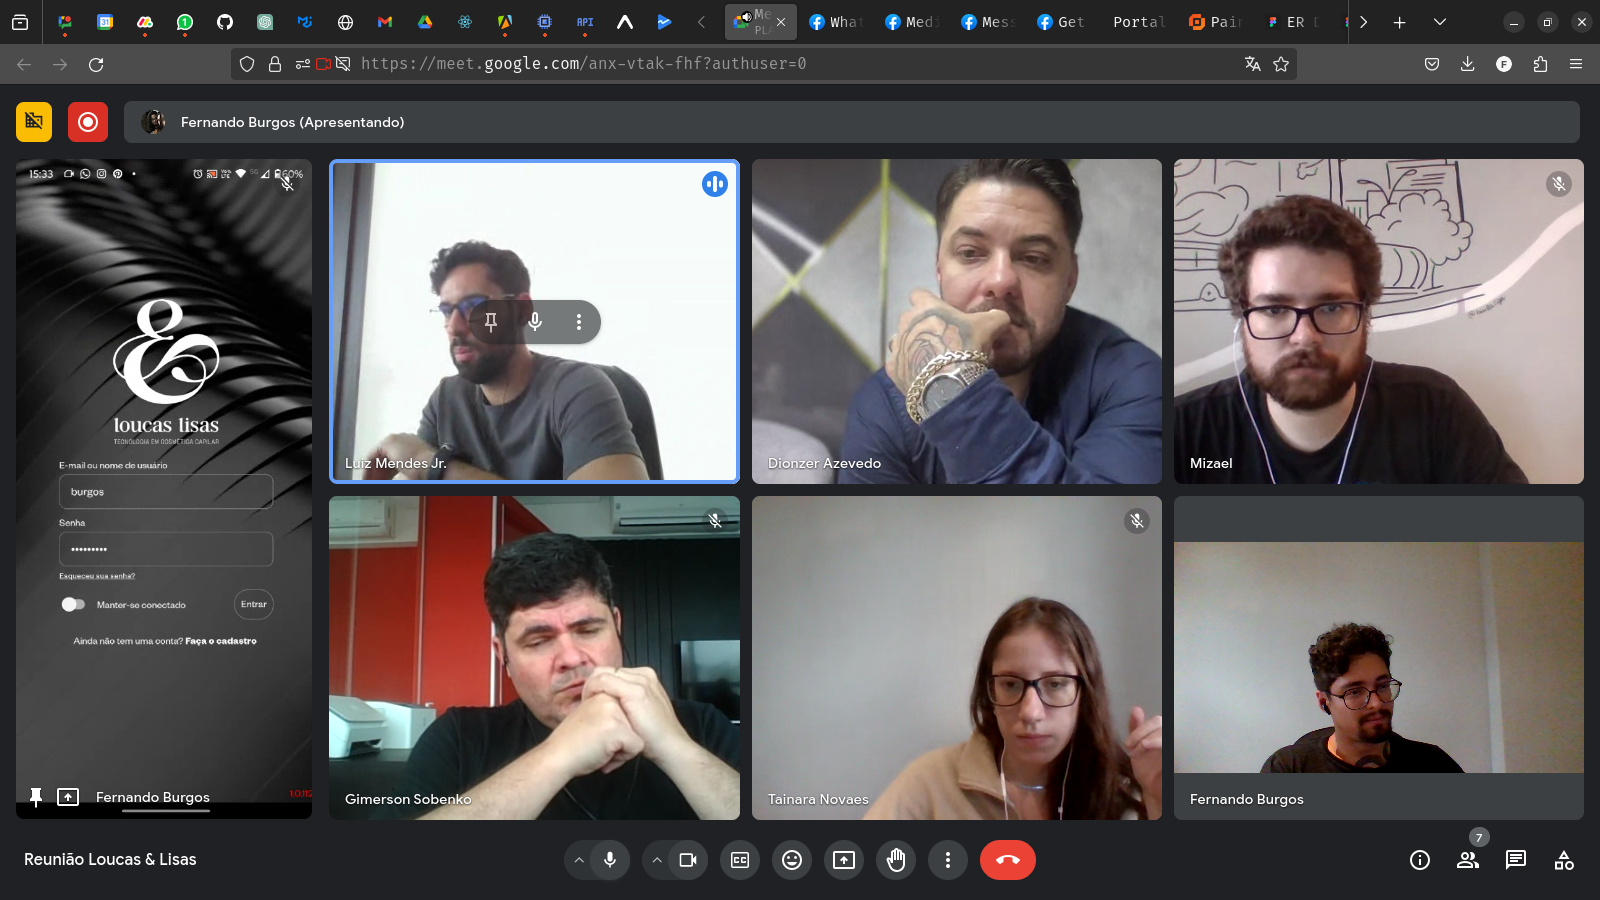 Me
PL
What
Medi
Mess
Get
Portal
Pain
ER D
https://meet.google.com/anx-vtak-fhf?authuser=0
Fernando Burgos (Apresentando)
15:33
60%
loucas lisas
TECNOLOGIA EM COSMÉTICA CAPILAR
E-mail ou nome de usuário
burgos
Senha
•••••••••
Esqueceu sua senha?
Manter-se conectado
Entrar
Ainda não tem uma conta? Faça o cadastro
Fernando Burgos
Luiz Mendes Jr.
Dionzer Azevedo
Mizael
Gimerson Sobenko
Tainara Novaes
Fernando Burgos
Reunião Loucas & Lisas
7